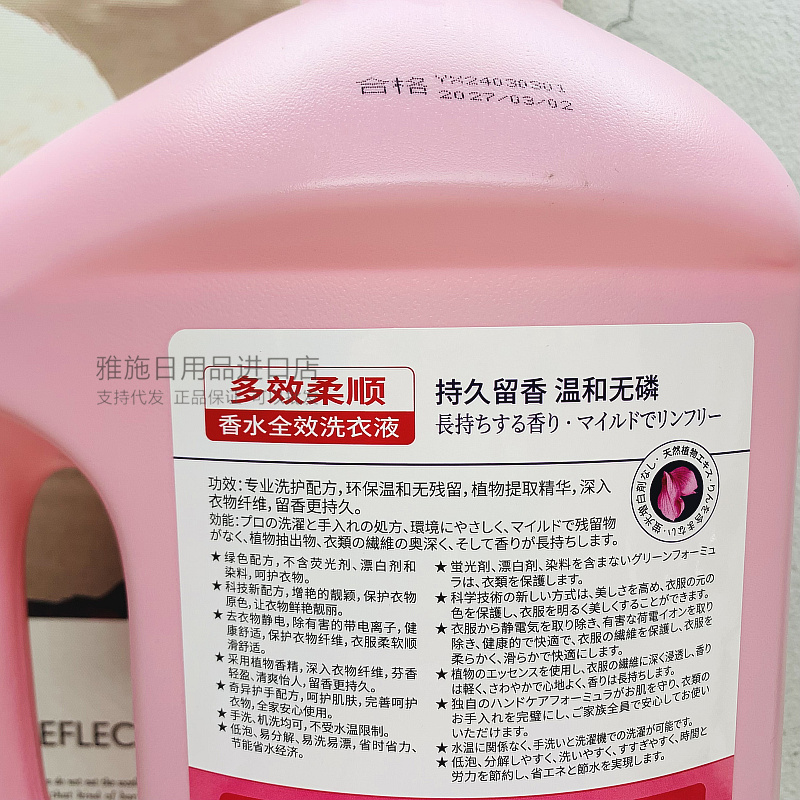 合格 YX24030301
2027/03/02
雅施日用品进口店
支持代发 正品保证
多效柔顺
香水全效洗衣液
持久留香 温和无磷
長持ちする香り・マイルドでリンフリー
天然植物エキス・りんを含まない・蛍光増白剤なし・
功效:专业洗护配方,环保温和无残留,植物提取精华,深入
衣物纤维,留香更持久。
効能:プロの洗濯と手入れの処方、環境にやさしく、マイルドで残留物
がなく、植物抽出物、衣類の繊維の奥深く、そして香りが長持ちします。
★绿色配方,不含荧光剂、漂白剂和
染料,呵护衣物。
★科技新配方,增艳的靓颖,保护衣物
原色,让衣物鲜艳靓丽。
★去衣物静电,除有害的带电离子,健
康舒适,保护衣物纤维,衣服柔软顺
滑舒适。
★采用植物香精,深入衣物纤维,芬香
轻盈、清爽怡人,留香更持久。
★奇异护手配方,呵护肌肤,完善呵护
衣物,全家安心使用。
★手洗、机洗均可,不受水温限制。
★低泡、易分解、易洗易漂,省时省力、
节能省水经济。
★蛍光剤、漂白剤、染料を含まないグリーンフォーミュ
ラは、衣類を保護します。
★科学技術の新しい方式は、美しさを高め、衣服の元の
色を保護し、衣服を明るく美しくすることができます。
★衣服から静電気を取り除き、有害な荷電イオンを取り
除き、健康的で快適で、衣服の繊維を保護し、衣服を
柔らかく、滑らかで快適にします。
★植物のエッセンスを使用し、衣服の繊維に深く浸透し、香り
は軽く、さわやかで心地よく、香りは長持ちします。
★独自のハンドケアフォーミュラがお肌を守り、衣類の
お手入れを完璧にし、ご家族全員で安心してお使い
いただけます。
★水温に関係なく、手洗いと洗濯機での洗濯が可能です。
★低泡、分解しやすく、洗いやすく、すすぎやすく、時間と
労力を節約し、省エネと節水を実現します。
EFLEC